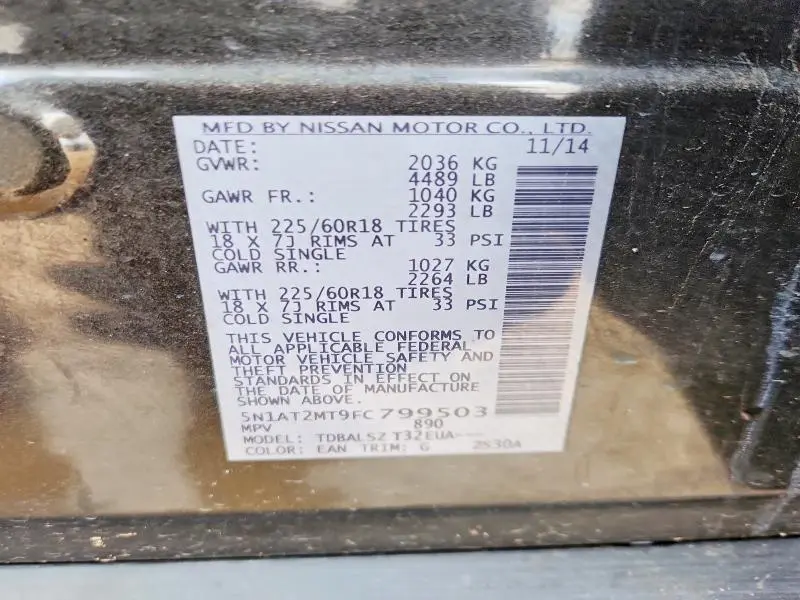 MFD BY NISSAN MOTOR CO., LTD.
DATE: 11/14
GVWR: 2036 KG
4489 LB
GAWR FR.: 1040 KG
2293 LB
WITH 225/60R18 TIRES
18 X 7J RIMS AT 33 PSI
COLD SINGLE
GAWR RR.: 1027 KG
2264 LB
WITH 225/60R18 TIRES
18 X 7J RIMS AT 33 PSI
COLD SINGLE
THIS VEHICLE CONFORMS TO
ALL APPLICABLE FEDERAL
MOTOR VEHICLE SAFETY AND
THEFT PREVENTION
STANDARDS IN EFFECT ON
THE DATE OF MANUFACTURE
SHOWN ABOVE.
5N1AT2MT9FC799503
MPV 890
MODEL: TDBALSZ T32EUA---
COLOR: EAN TRIM: G 2S30A